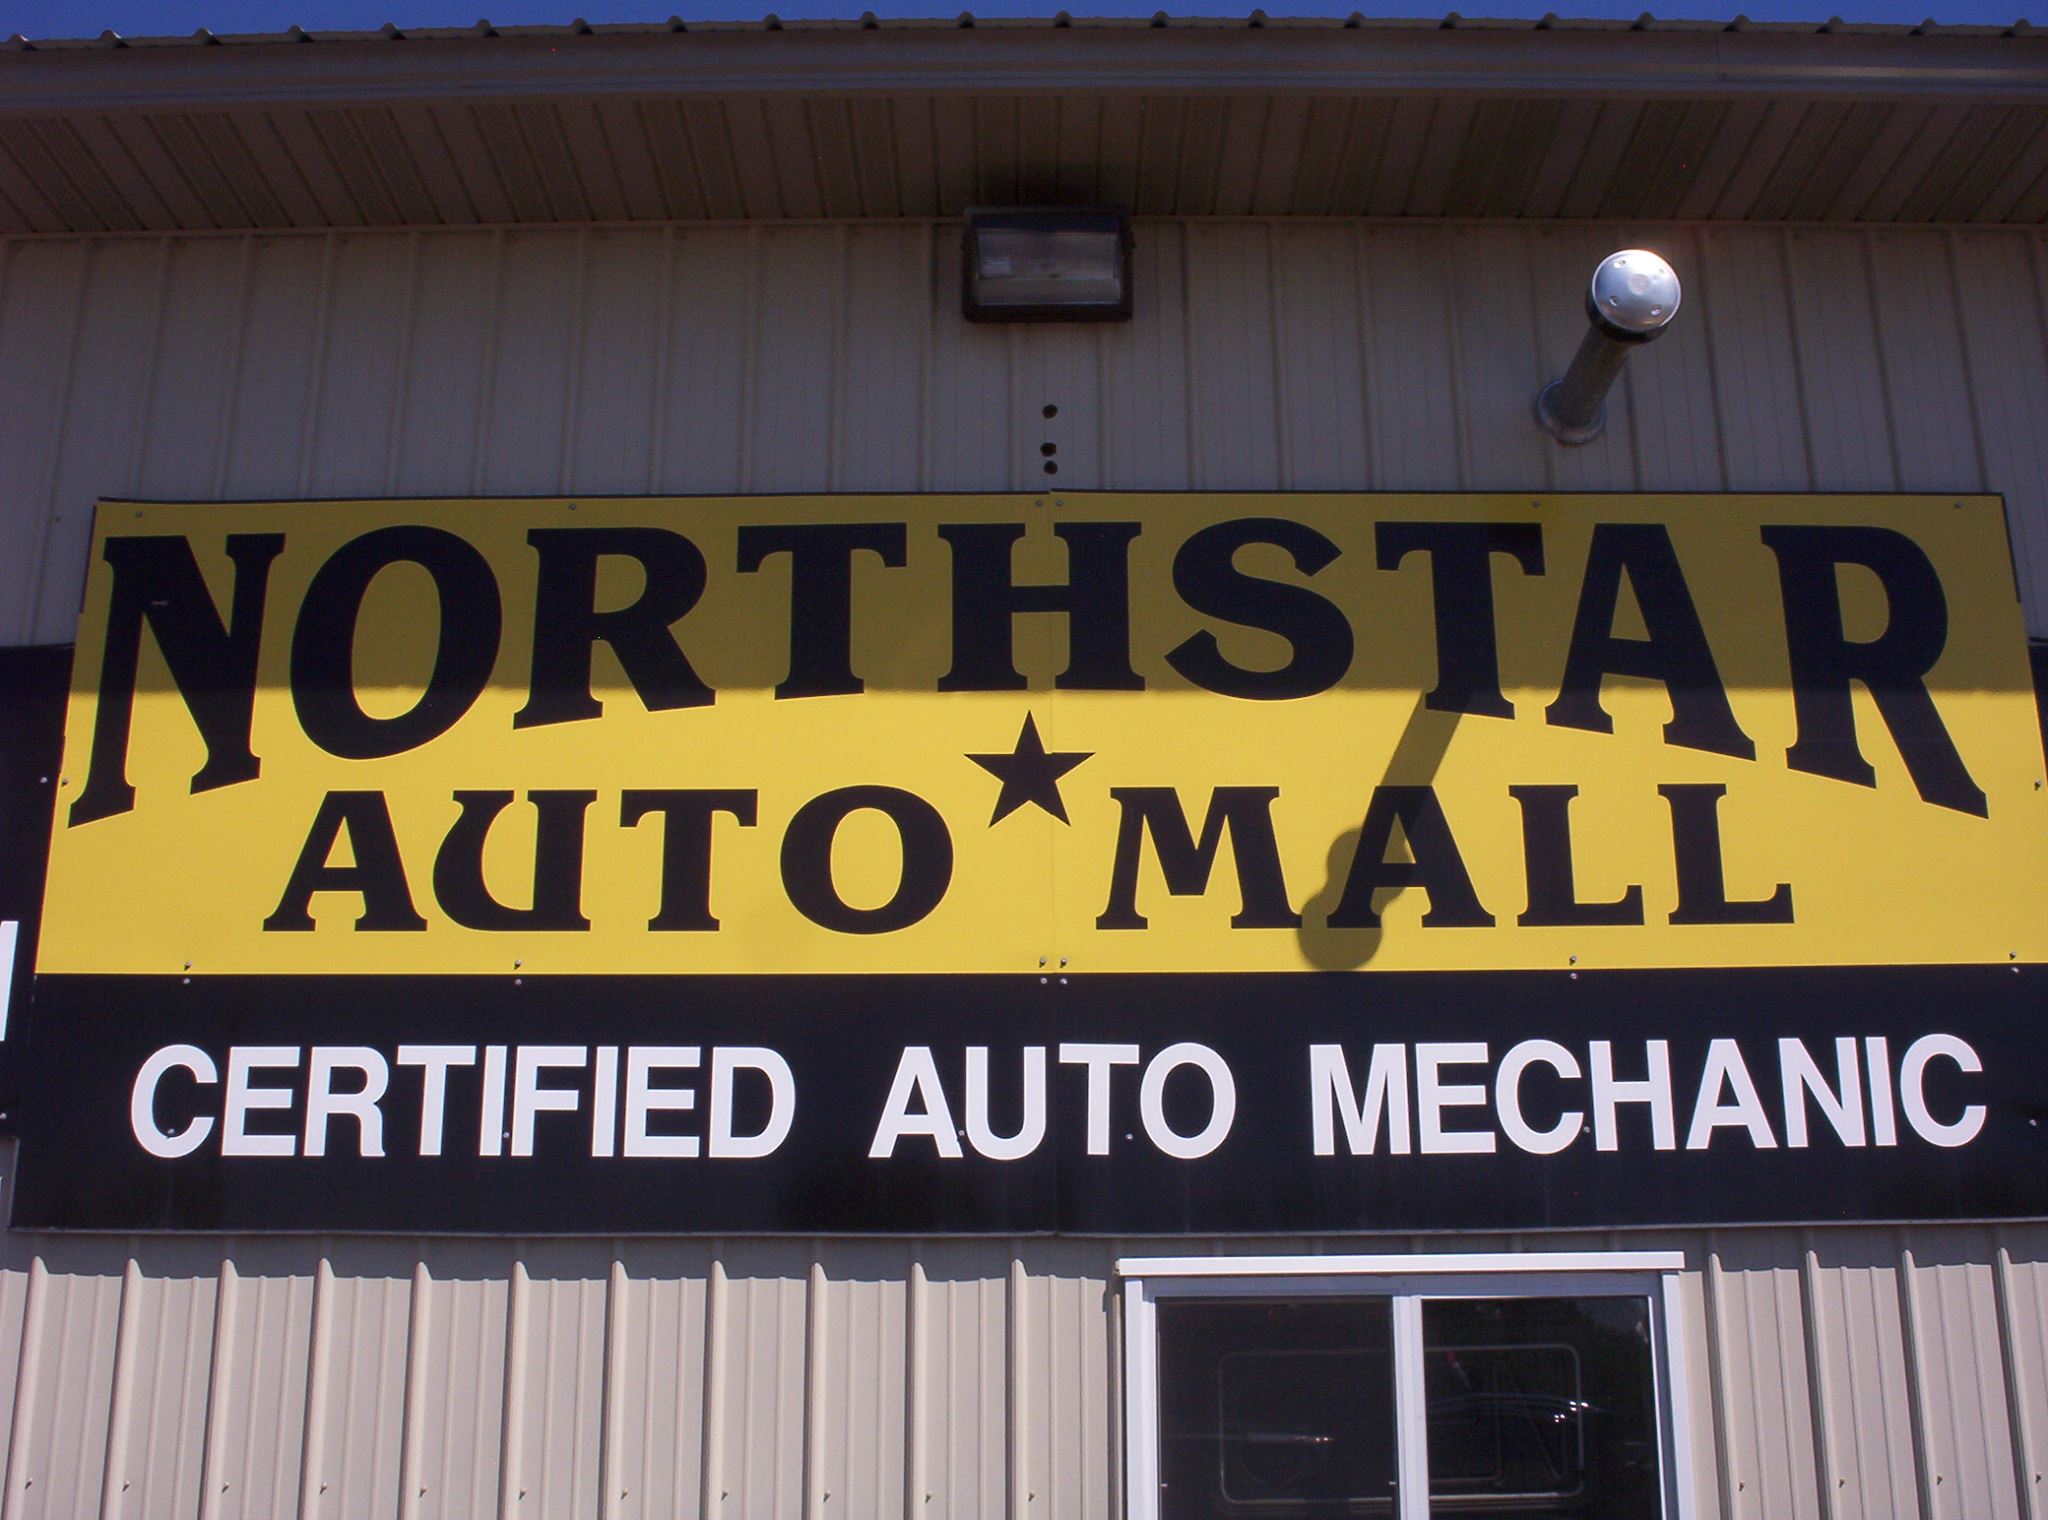 NORTHSTAR
AUTO MALL
CERTIFIED AUTO MECHANIC